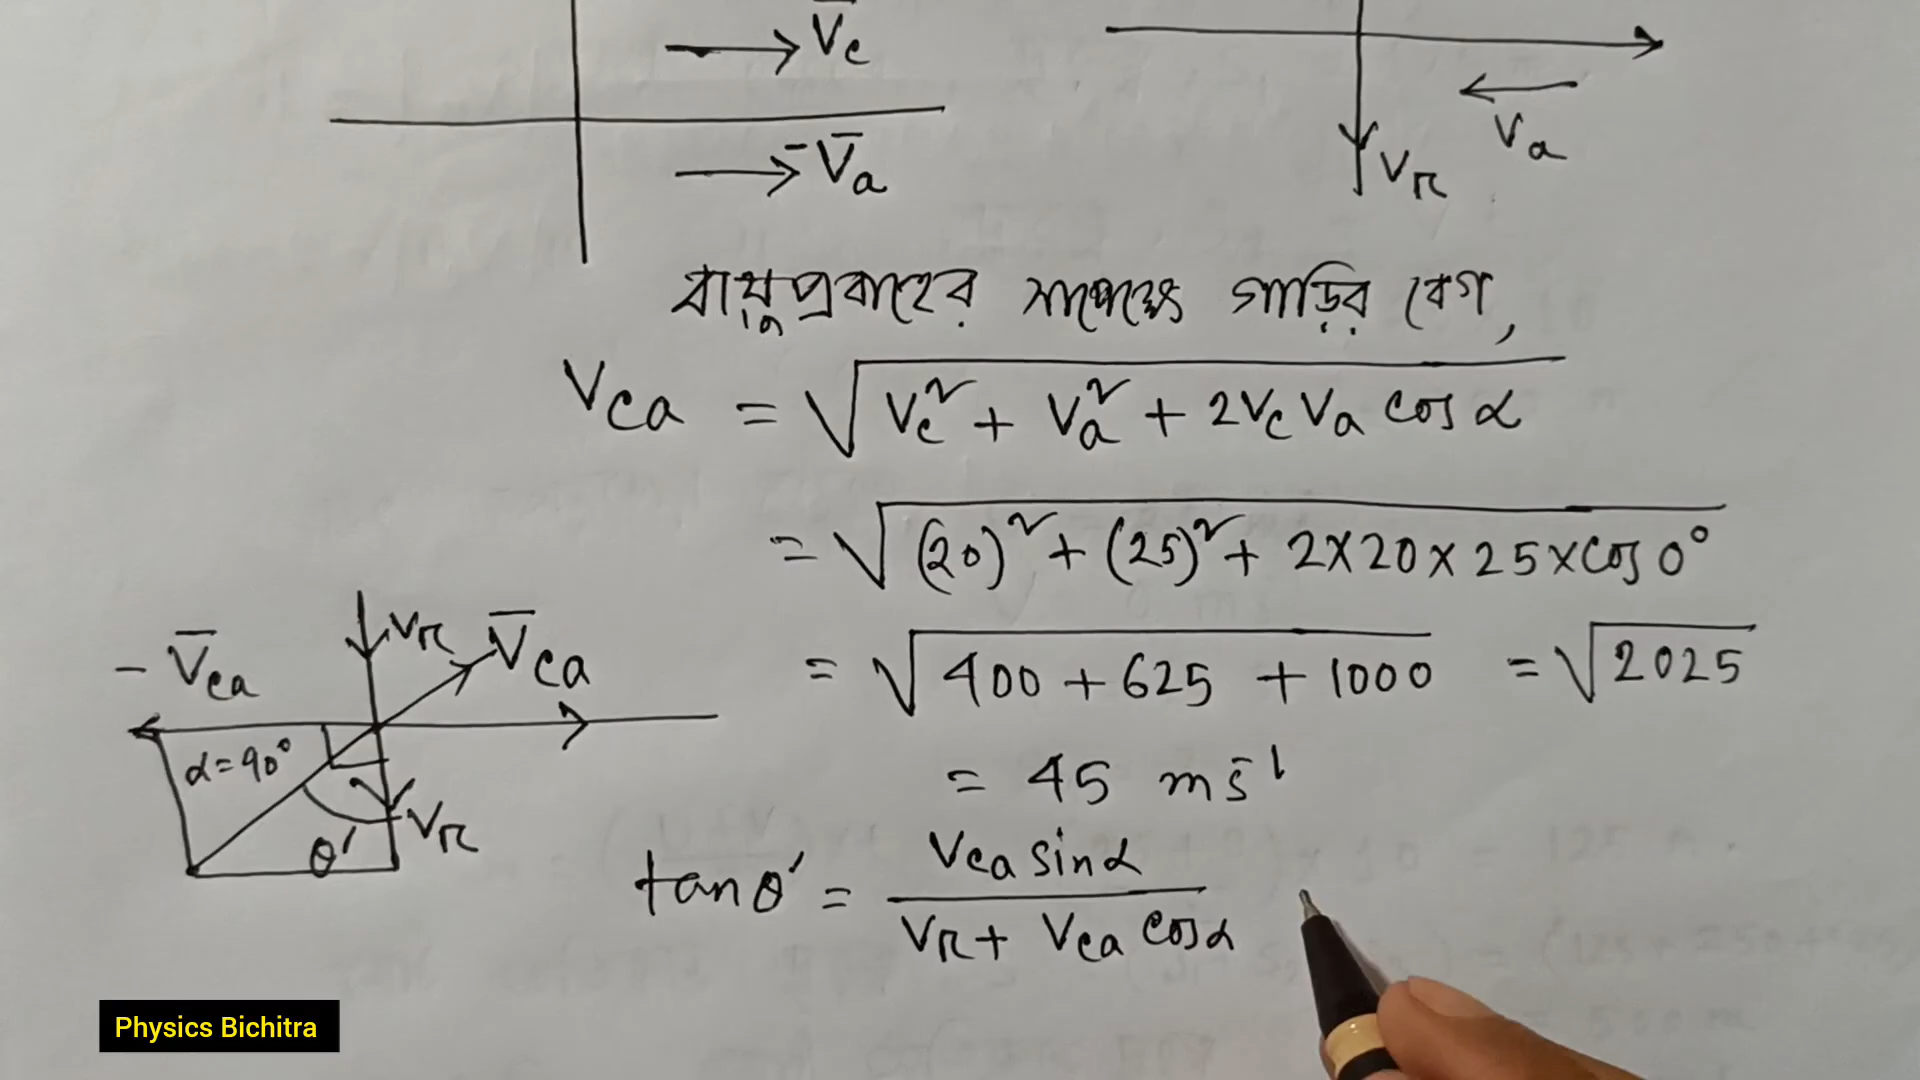 V̅c
-V̅a
Va
VR
বায়ুপ্রবাহের সাপেক্ষে গাড়ির বেগ,
Vca = √(Vc² + Va² + 2VcVa cos α)
= √((20)² + (25)² + 2×20×25×cos 0°)
= √(400 + 625 + 1000) = √2025
= 45 ms⁻¹
tan θ' = Vca sin α / (VR + Vca cos α)
-V̅ca
VR
V̅ca
α = 90°
θ'
VR
Physics Bichitra